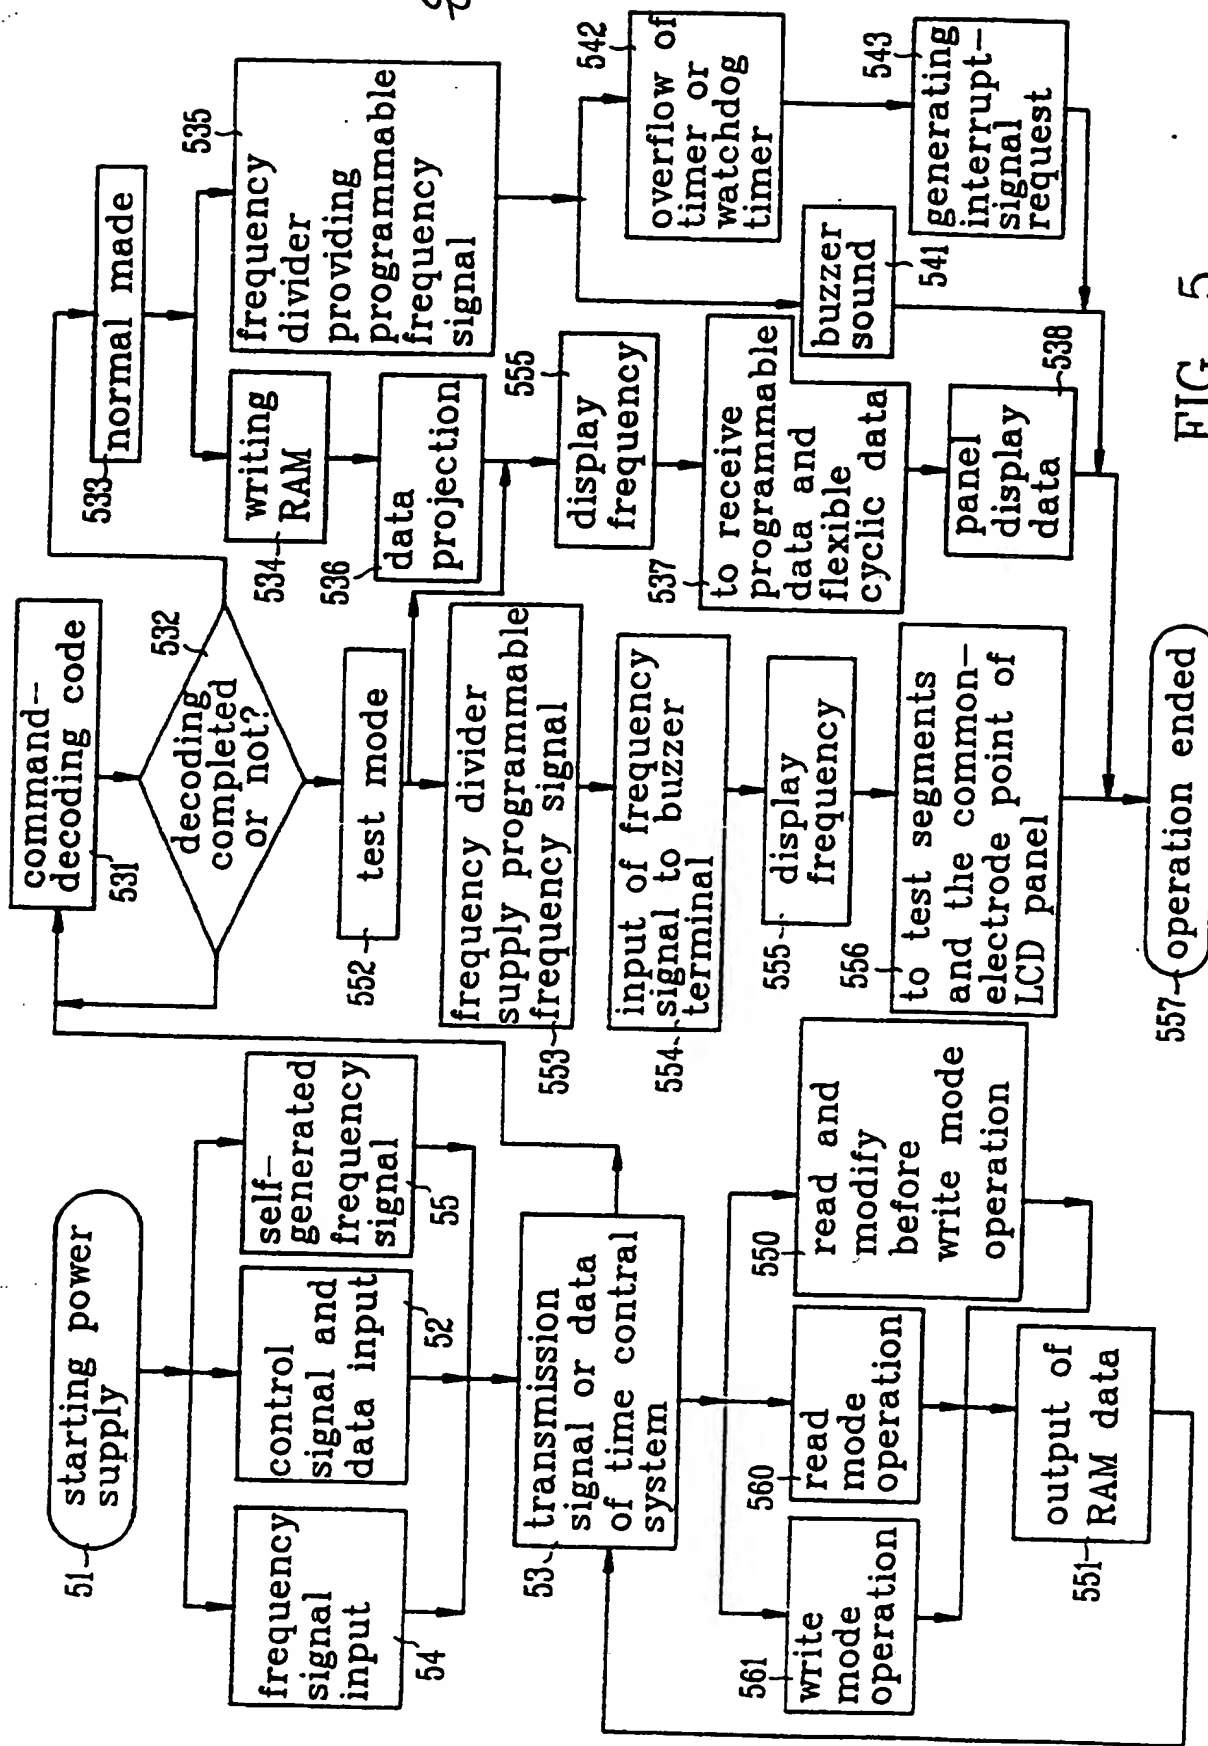 51
starting power
supply
frequency
signal
input
54
control
signal and
data input
52
self-
generated
frequency
signal
55
53
transmission
signal or data
of time contral
system
561
write
mode
operation
560
read
mode
operation
550
read and
modify
before
write mode
operation
551
output of
RAM data
command--
decoding code
531
532
decoding
completed
or not?
552
test mode
553
frequency divider
supply programmable
frequency signal
554
input of frequency
signal to buzzer
terminal
555
display
frequency
556
to test segments
and the common-
electrode point of
LCD panel
557
operation ended
533
normal made
534
writing
RAM
535
frequency
divider
providing
programmable
frequency
signal
536
data
projection
555
display
frequency
537
to receive
programmable
data and
flexible
cyclic data
538
panel
display
data
541
buzzer
sound
542
overflow of
timer or
watchdog
timer
543
generating
interrupt-
signal
request
FIG. 5